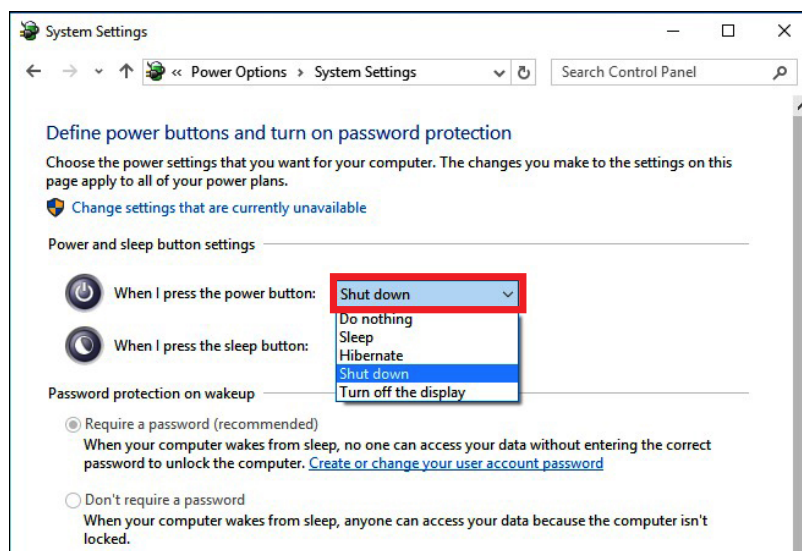 System Settings
« Power Options > System Settings
Search Control Panel
Define power buttons and turn on password protection
Choose the power settings that you want for your computer. The changes you make to the settings on this
page apply to all of your power plans.
Change settings that are currently unavailable
Power and sleep button settings
When I press the power button: Shut down
Do nothing
Sleep
When I press the sleep button:
Hibernate
Shut down
Turn off the display
Password protection on wakeup
Require a password (recommended)
When your computer wakes from sleep, no one can access your data without entering the correct
password to unlock the computer. Create or change your user account password
Don't require a password
When your computer wakes from sleep, anyone can access your data because the computer isn't
locked.